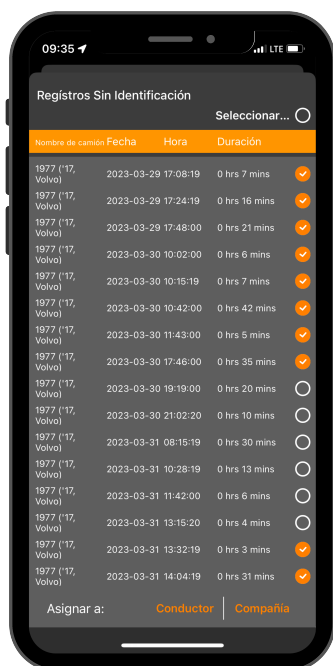 09:35
LTE
Regístros Sin Identificación
Seleccionar...
Nombre de camión Fecha Hora Duración
1977 ('17, Volvo) 2023-03-29 17:08:19 0 hrs 7 mins
1977 ('17, Volvo) 2023-03-29 17:24:19 0 hrs 16 mins
1977 ('17, Volvo) 2023-03-29 17:48:00 0 hrs 21 mins
1977 ('17, Volvo) 2023-03-30 10:02:00 0 hrs 6 mins
1977 ('17, Volvo) 2023-03-30 10:15:19 0 hrs 7 mins
1977 ('17, Volvo) 2023-03-30 10:42:00 0 hrs 42 mins
1977 ('17, Volvo) 2023-03-30 11:43:00 0 hrs 5 mins
1977 ('17, Volvo) 2023-03-30 17:46:00 0 hrs 35 mins
1977 ('17, Volvo) 2023-03-30 19:19:00 0 hrs 20 mins
1977 ('17, Volvo) 2023-03-30 21:02:20 0 hrs 10 mins
1977 ('17, Volvo) 2023-03-31 08:15:19 0 hrs 30 mins
1977 ('17, Volvo) 2023-03-31 10:28:19 0 hrs 13 mins
1977 ('17, Volvo) 2023-03-31 11:42:00 0 hrs 6 mins
1977 ('17, Volvo) 2023-03-31 13:15:20 0 hrs 4 mins
1977 ('17, Volvo) 2023-03-31 13:32:19 0 hrs 3 mins
1977 ('17, Volvo) 2023-03-31 14:04:19 0 hrs 31 mins
Asignar a: Conductor Compañía